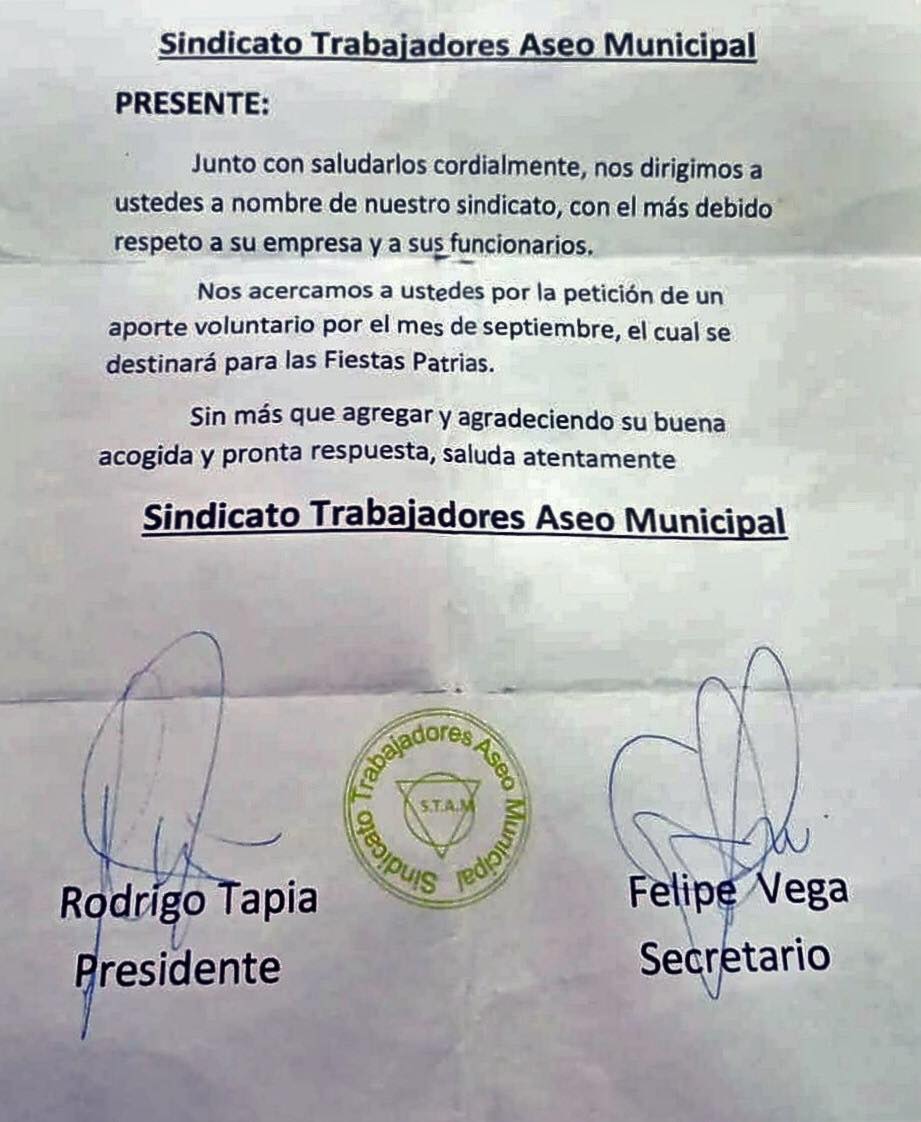 Sindicato Trabajadores Aseo Municipal
PRESENTE:
Junto con saludarlos cordialmente, nos dirigimos a
ustedes a nombre de nuestro sindicato, con el más debido
respeto a su empresa y a sus funcionarios.
Nos acercamos a ustedes por la petición de un
aporte voluntario por el mes de septiembre, el cual se
destinará para las Fiestas Patrias.
Sin más que agregar y agradeciendo su buena
acogida y pronta respuesta, saluda atentamente
Sindicato Trabajadores Aseo Municipal
Sindicato Trabajadores Aseo Municipal
S.T.A.M
Rodrigo Tapia
Presidente
Felipe Vega
Secretario